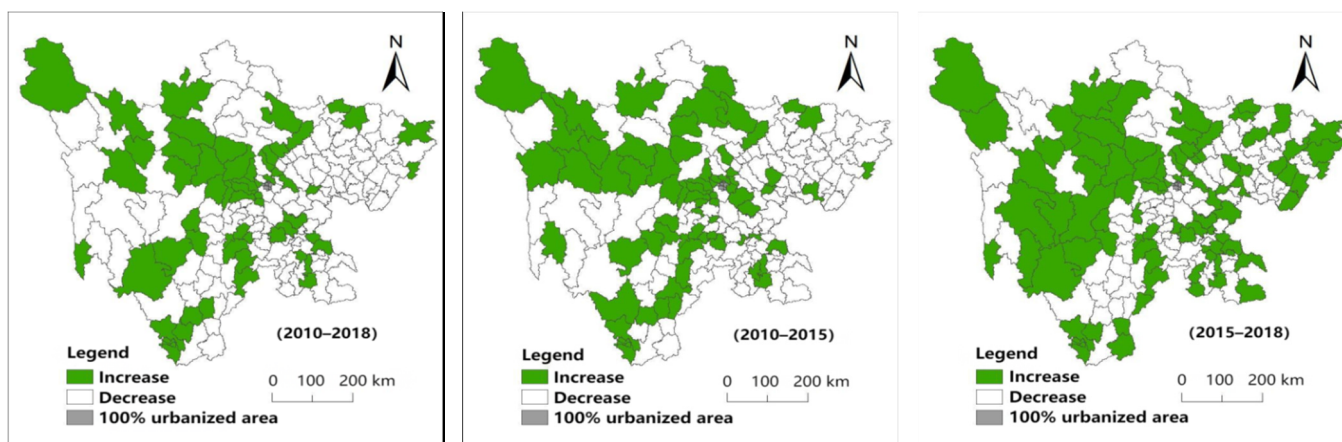 N
(2010–2018)
Legend
Increase
Decrease
100% urbanized area
0 100 200 km
N
(2010–2015)
Legend
Increase
Decrease
100% urbanized area
0 100 200 km
N
(2015–2018)
Legend
Increase
Decrease
100% urbanized area
0 100 200 km